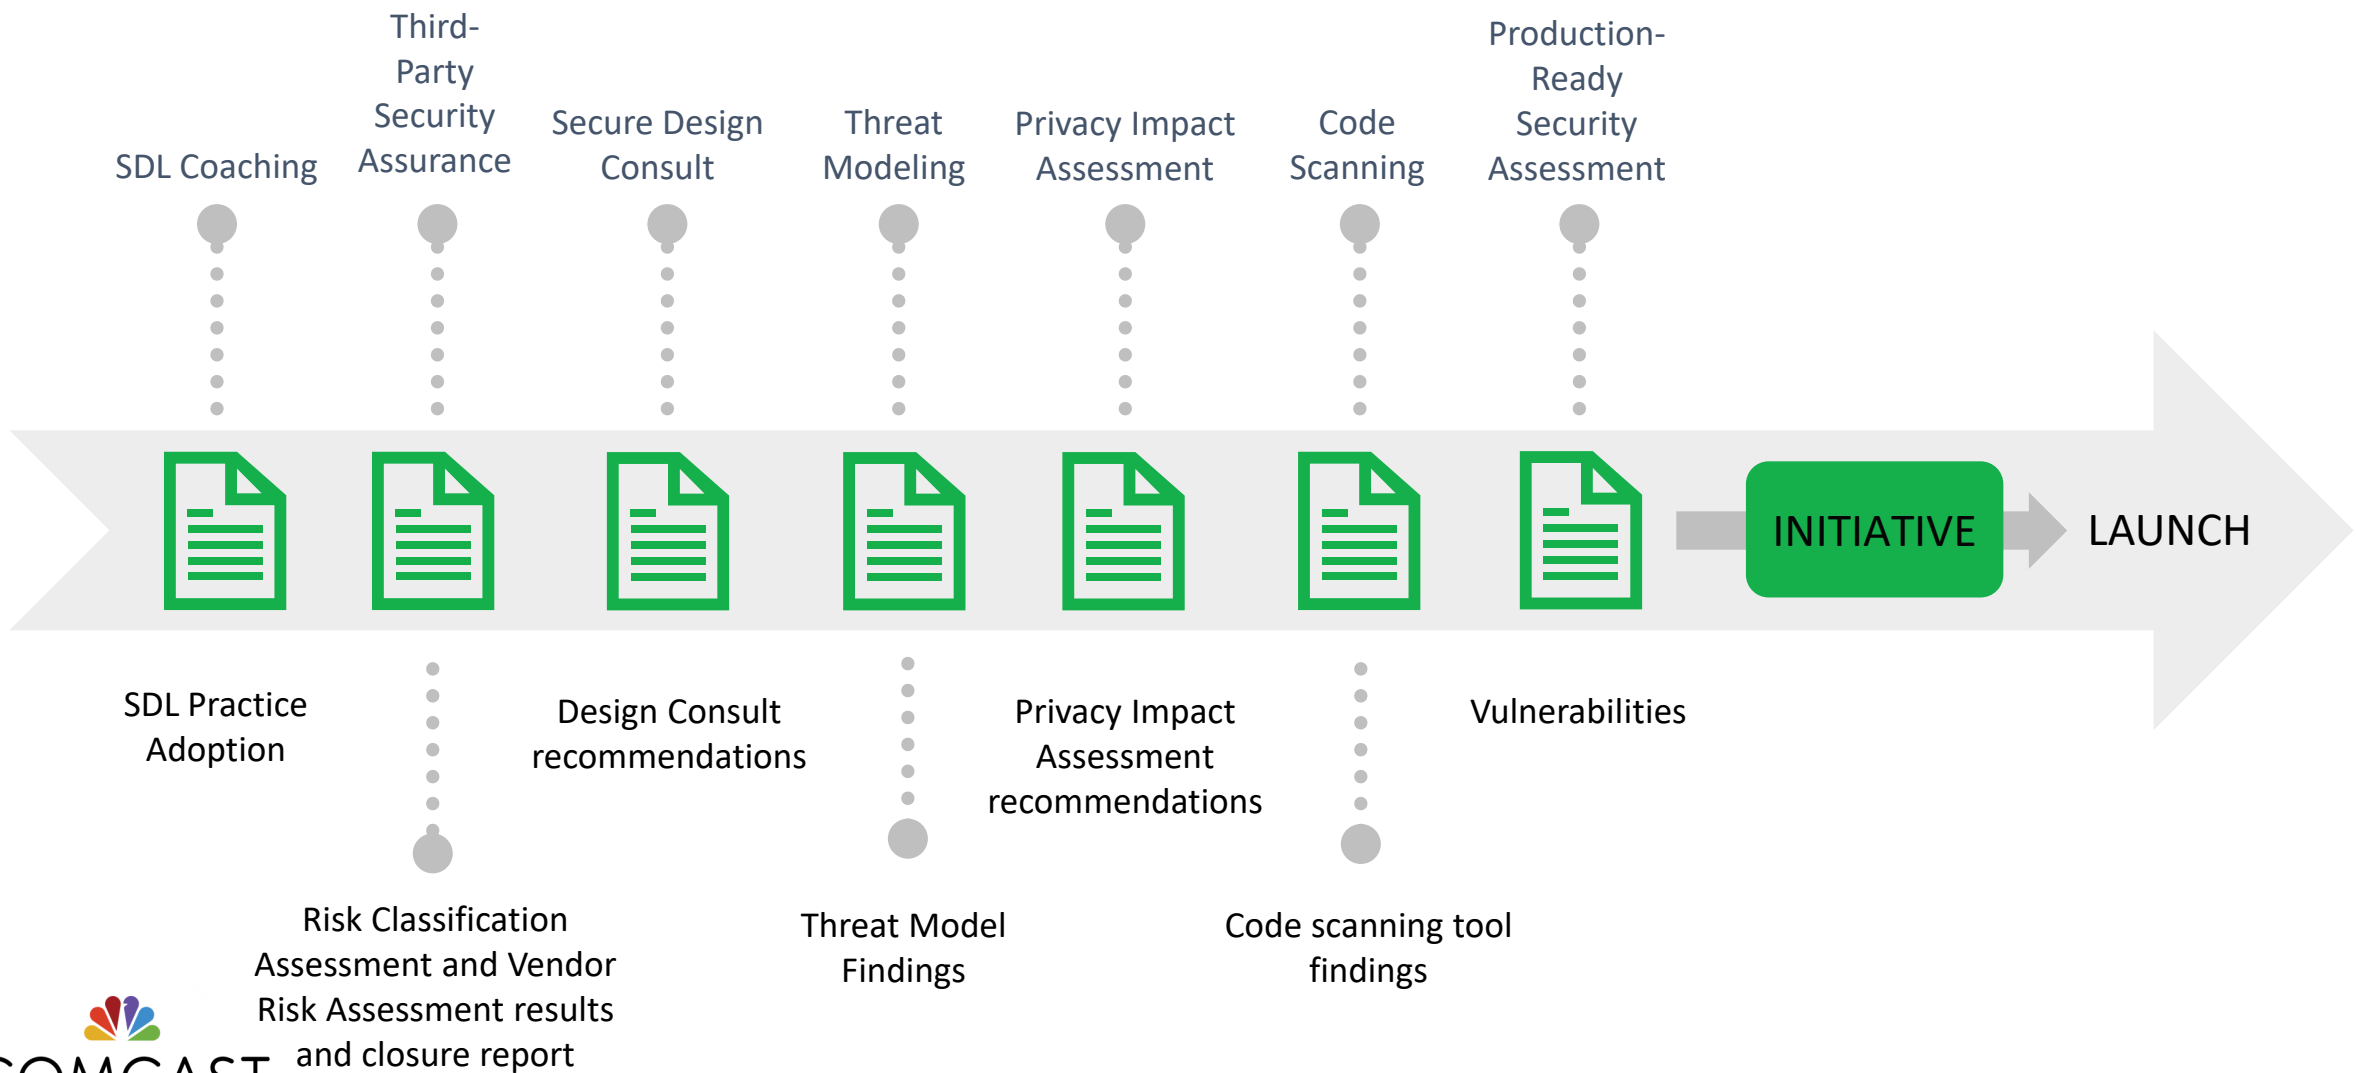 Third-
Party
Security
Assurance
Production-
Ready
Security
Assessment
SDL Coaching
Secure Design
Consult
Threat
Modeling
Privacy Impact
Assessment
Code
Scanning
INITIATIVE
LAUNCH
SDL Practice
Adoption
Design Consult
recommendations
Privacy Impact
Assessment
recommendations
Vulnerabilities
Risk Classification
Assessment and Vendor
Risk Assessment results
and closure report
Threat Model
Findings
Code scanning tool
findings
COMCAST